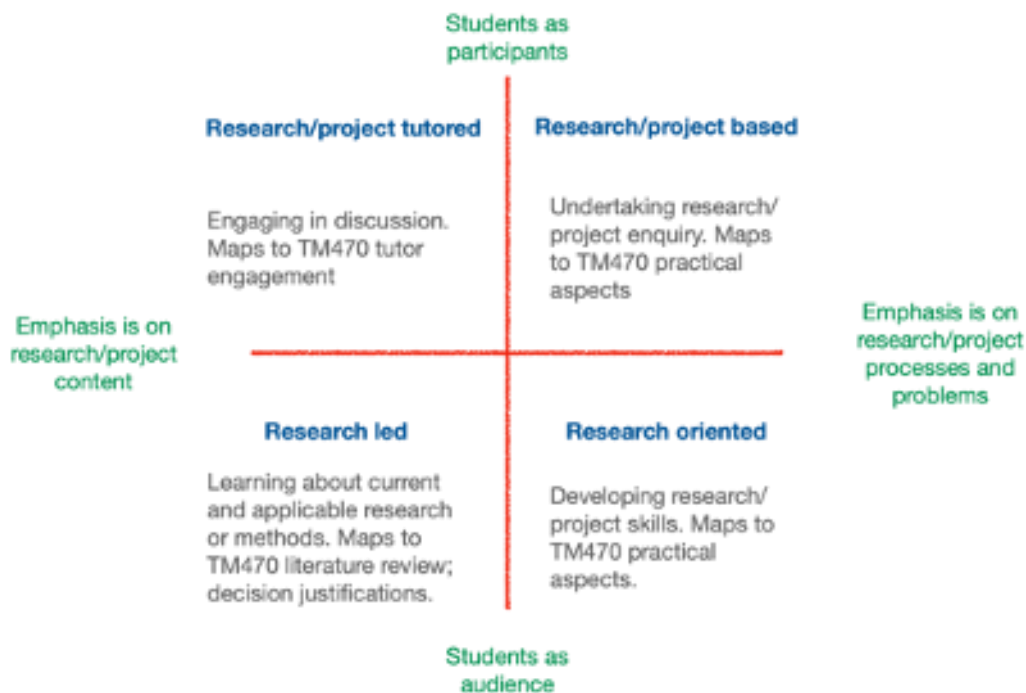 Students as
participants
Research/project tutored
Research/project based
Engaging in discussion.
Maps to TM470 tutor
engagement
Undertaking research/
project enquiry. Maps
to TM470 practical
aspects
Emphasis is on
research/project
content
Emphasis is on
research/project
processes and
problems
Research led
Research oriented
Learning about current
and applicable research
or methods. Maps to
TM470 literature review;
decision justifications.
Developing research/
project skills. Maps to
TM470 practical
aspects.
Students as
audience